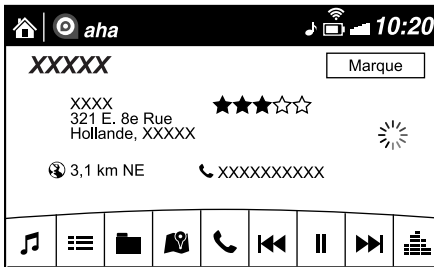 aha 10:20
XXXXX Marque
XXXX
321 E. 8e Rue
Hollande, XXXXX
3,1 km NE XXXXXXXXXX